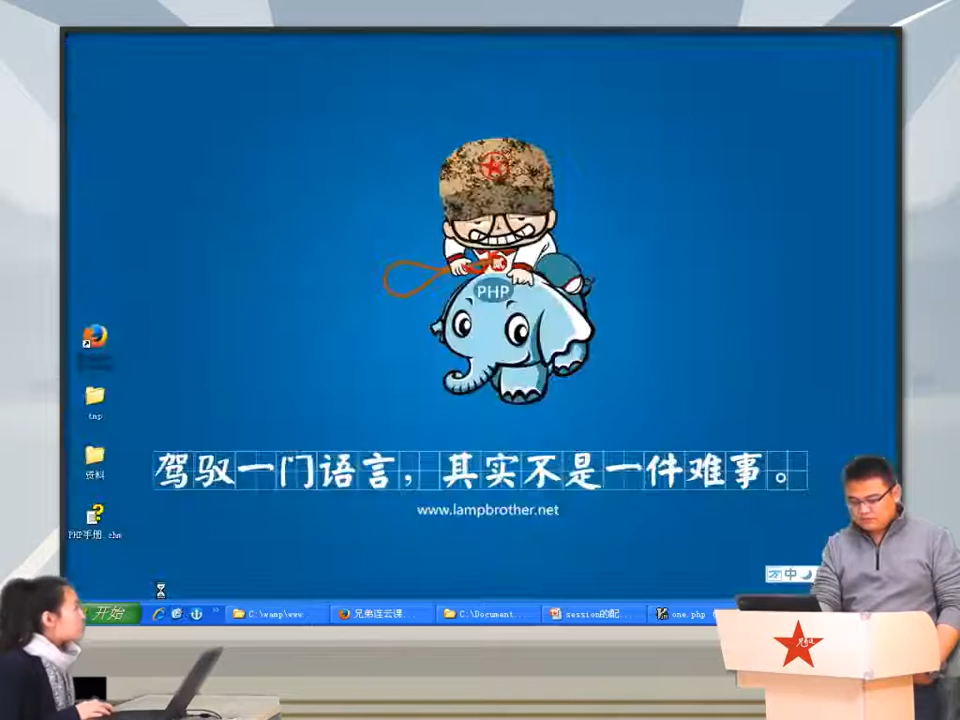 PHP
tmp
资料
驾驭一门语言，其实不是一件难事。
www.lampbrother.net
PHP手册.chm
中
开始
C:\wamp\www
兄弟连云课...
C:\Document...
session的配...
one.php